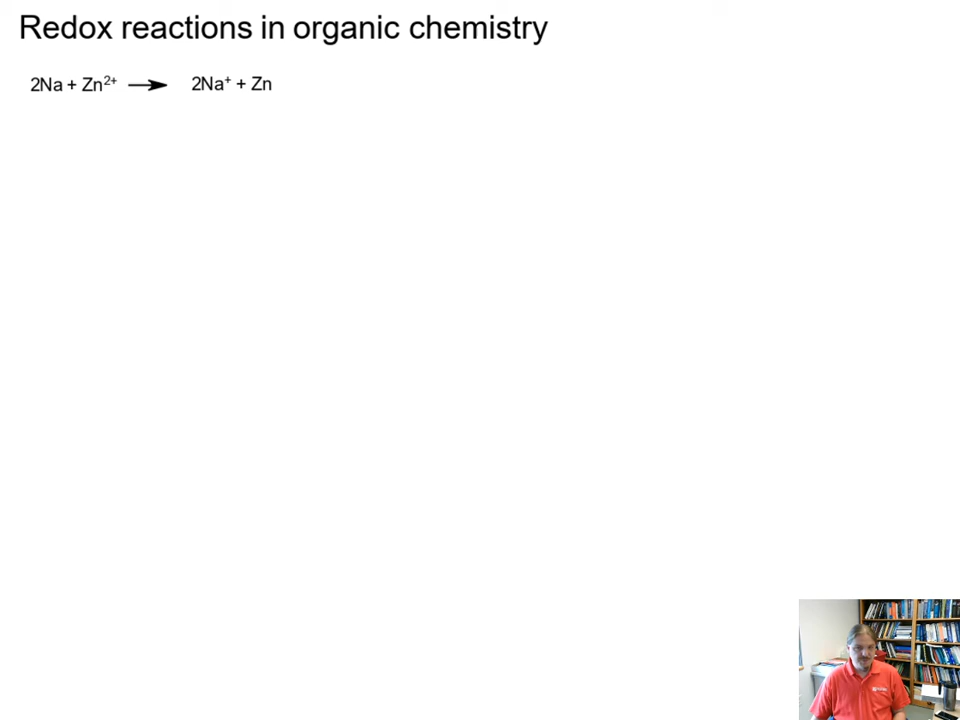 Redox reactions in organic chemistry
2Na + Zn²⁺ ⟶ 2Na⁺ + Zn